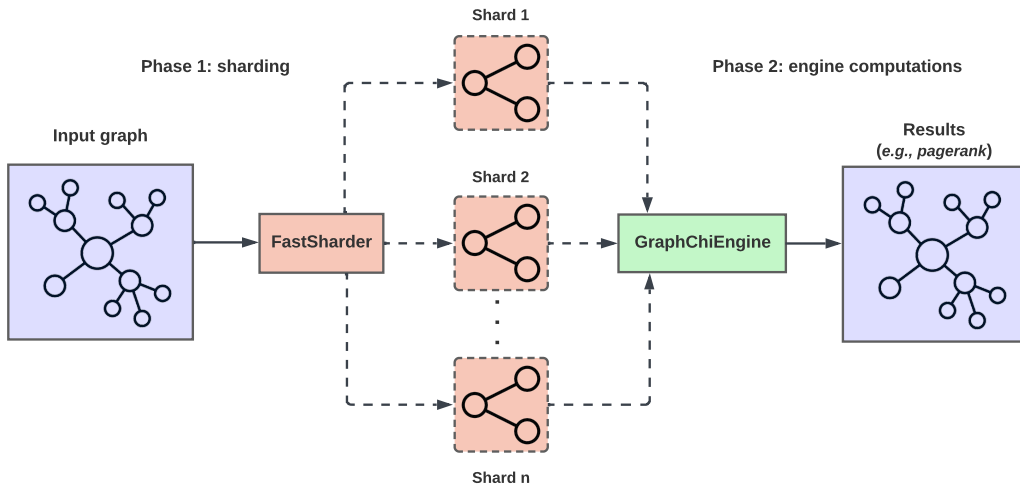 Shard 1
Phase 1: sharding
Phase 2: engine computations
Input graph
Results
(e.g., pagerank)
Shard 2
FastSharder
GraphChiEngine
Shard n